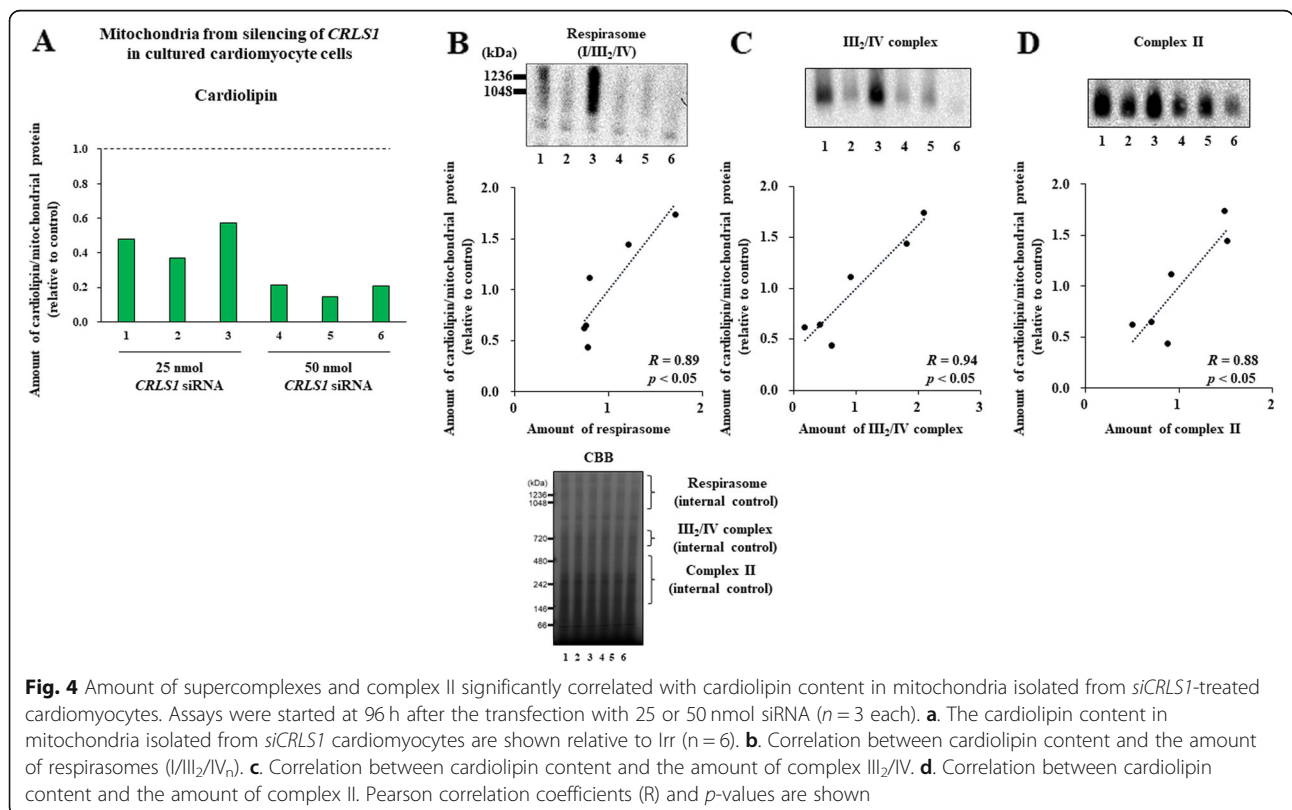 A
Mitochondria from silencing of CRLS1
in cultured cardiomyocyte cells
Cardiolipin
Amount of cardiolipin/mitochondrial protein
(relative to control)
1.0
0.8
0.6
0.4
0.2
0.0
1 2 3 4 5 6
25 nmol
CRLS1 siRNA
50 nmol
CRLS1 siRNA
B
Respirasome
(I/III₂/IV)
(kDa)
1236
1048
1 2 3 4 5 6
Amount of cardiolipin/mitochondrial protein
(relative to control)
2.0
1.5
1.0
0.5
0.0
R = 0.89
p < 0.05
0 1 2
Amount of respirasome
CBB
(kDa)
1236
1048
720
480
242
146
66
Respirasome
(internal control)
III₂/IV complex
(internal control)
Complex II
(internal control)
1 2 3 4 5 6
C
III₂/IV complex
1 2 3 4 5 6
Amount of cardiolipin/mitochondrial protein
(relative to control)
2.0
1.5
1.0
0.5
0.0
R = 0.94
p < 0.05
0 1 2 3
Amount of III₂/IV complex
D
Complex II
1 2 3 4 5 6
Amount of cardiolipin/mitochondrial protein
(relative to control)
2.0
1.5
1.0
0.5
0.0
R = 0.88
p < 0.05
0 1 2
Amount of complex II
Fig. 4 Amount of supercomplexes and complex II significantly correlated with cardiolipin content in mitochondria isolated from siCRLS1-treated
cardiomyocytes. Assays were started at 96 h after the transfection with 25 or 50 nmol siRNA (n = 3 each). a. The cardiolipin content in
mitochondria isolated from siCRLS1 cardiomyocytes are shown relative to Irr (n = 6). b. Correlation between cardiolipin content and the amount
of respirasomes (I/III₂/IVₙ). c. Correlation between cardiolipin content and the amount of complex III₂/IV. d. Correlation between cardiolipin
content and the amount of complex II. Pearson correlation coefficients (R) and p-values are shown